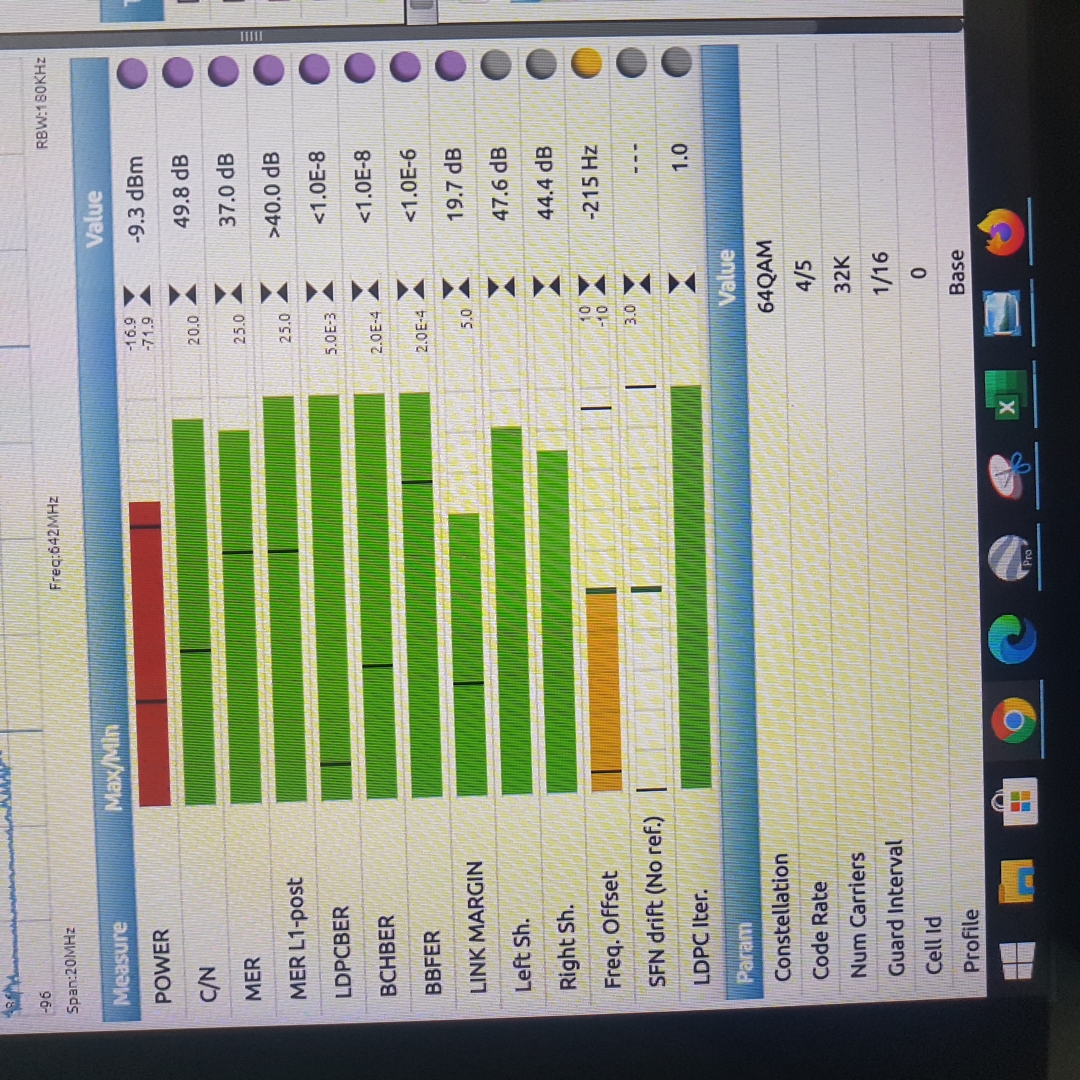 -96
Span:20MHz
Freq:642MHz
RBW:180KHz
Measure Max/Min Value
POWER -16.9 -71.9 -9.3 dBm
C/N 20.0 49.8 dB
MER 25.0 37.0 dB
MER L1-post 25.0 >40.0 dB
LDPCBER 5.0E-3 <1.0E-8
BCHBER 2.0E-4 <1.0E-8
BBFER 2.0E-4 <1.0E-6
LINK MARGIN 5.0 19.7 dB
Left Sh. 47.6 dB
Right Sh. 44.4 dB
Freq. Offset 10 -10 -215 Hz
SFN drift (No ref.) 3.0 ---
LDPC Iter. 1.0
Param Value
Constellation 64QAM
Code Rate 4/5
Num Carriers 32K
Guard Interval 1/16
Cell Id 0
Profile Base
Pro
X